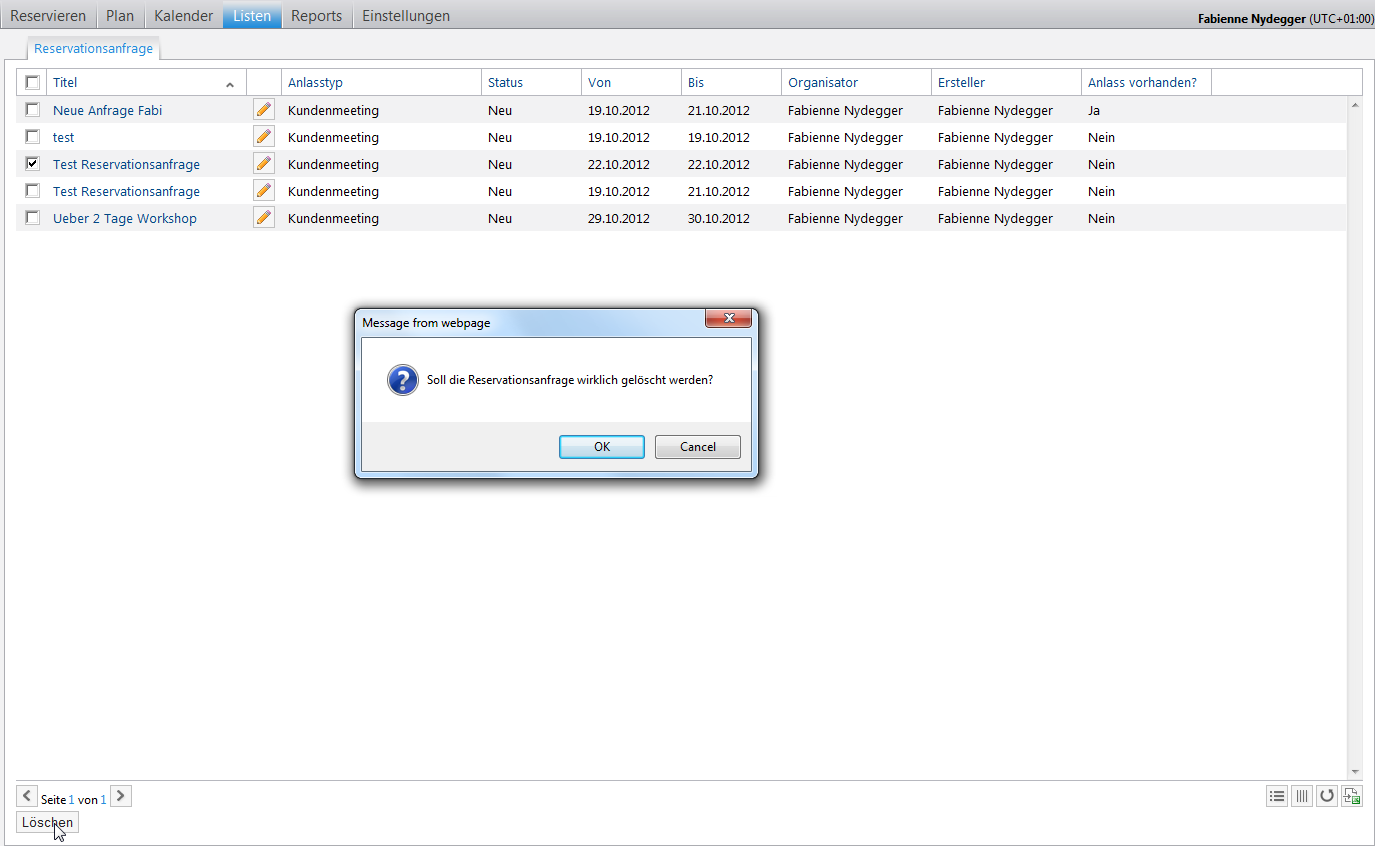 Reservieren Plan Kalender Listen Reports Einstellungen Fabienne Nydegger (UTC+01:00)
Reservationsanfrage
Titel Anlasstyp Status Von Bis Organisator Ersteller Anlass vorhanden?
Neue Anfrage Fabi Kundenmeeting Neu 19.10.2012 21.10.2012 Fabienne Nydegger Fabienne Nydegger Ja
test Kundenmeeting Neu 19.10.2012 19.10.2012 Fabienne Nydegger Fabienne Nydegger Nein
Test Reservationsanfrage Kundenmeeting Neu 22.10.2012 22.10.2012 Fabienne Nydegger Fabienne Nydegger Nein
Test Reservationsanfrage Kundenmeeting Neu 19.10.2012 21.10.2012 Fabienne Nydegger Fabienne Nydegger Nein
Ueber 2 Tage Workshop Kundenmeeting Neu 29.10.2012 30.10.2012 Fabienne Nydegger Fabienne Nydegger Nein
Message from webpage
Soll die Reservationsanfrage wirklich gelöscht werden?
OK Cancel
Seite 1 von 1
Löschen